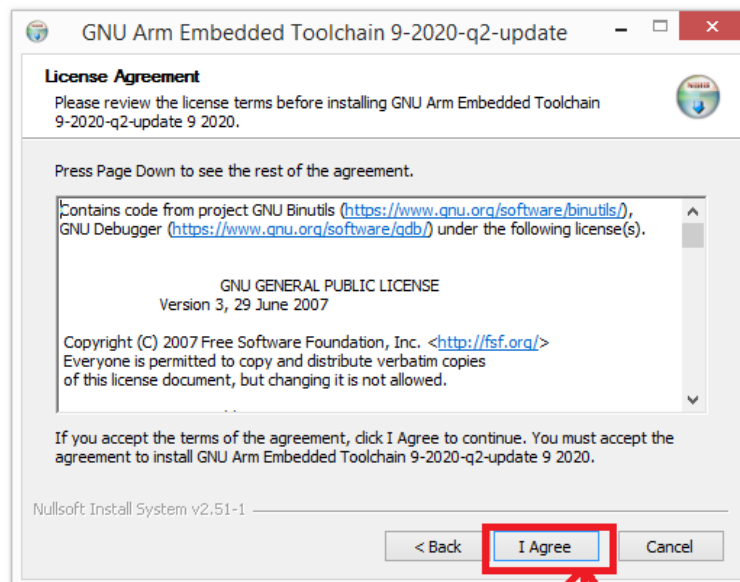 GNU Arm Embedded Toolchain 9-2020-q2-update
License Agreement
Please review the license terms before installing GNU Arm Embedded Toolchain
9-2020-q2-update 9 2020.
Press Page Down to see the rest of the agreement.
Contains code from project GNU Binutils (https://www.gnu.org/software/binutils/),
GNU Debugger (https://www.gnu.org/software/gdb/) under the following license(s).
GNU GENERAL PUBLIC LICENSE
Version 3, 29 June 2007
Copyright (C) 2007 Free Software Foundation, Inc. <http://fsf.org/>
Everyone is permitted to copy and distribute verbatim copies
of this license document, but changing it is not allowed.
If you accept the terms of the agreement, click I Agree to continue. You must accept the
agreement to install GNU Arm Embedded Toolchain 9-2020-q2-update 9 2020.
Nullsoft Install System v2.51-1
< Back I Agree Cancel